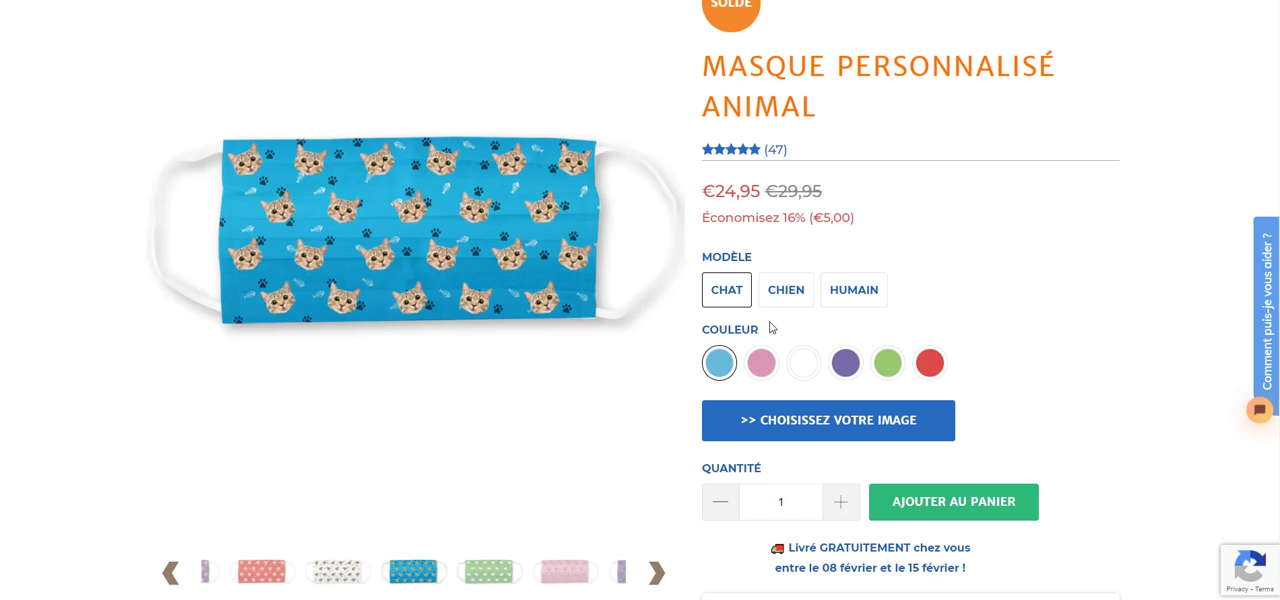 SOLDE
MASQUE PERSONNALISÉ
ANIMAL
(47)
€24,95 €29,95
Économisez 16% (€5,00)
MODÈLE
CHAT CHIEN HUMAIN
COULEUR
>> CHOISISSEZ VOTRE IMAGE
QUANTITÉ
1
AJOUTER AU PANIER
Livré GRATUITEMENT chez vous
entre le 08 février et le 15 février !
Comment puis-je vous aider ?
Privacy - Terms